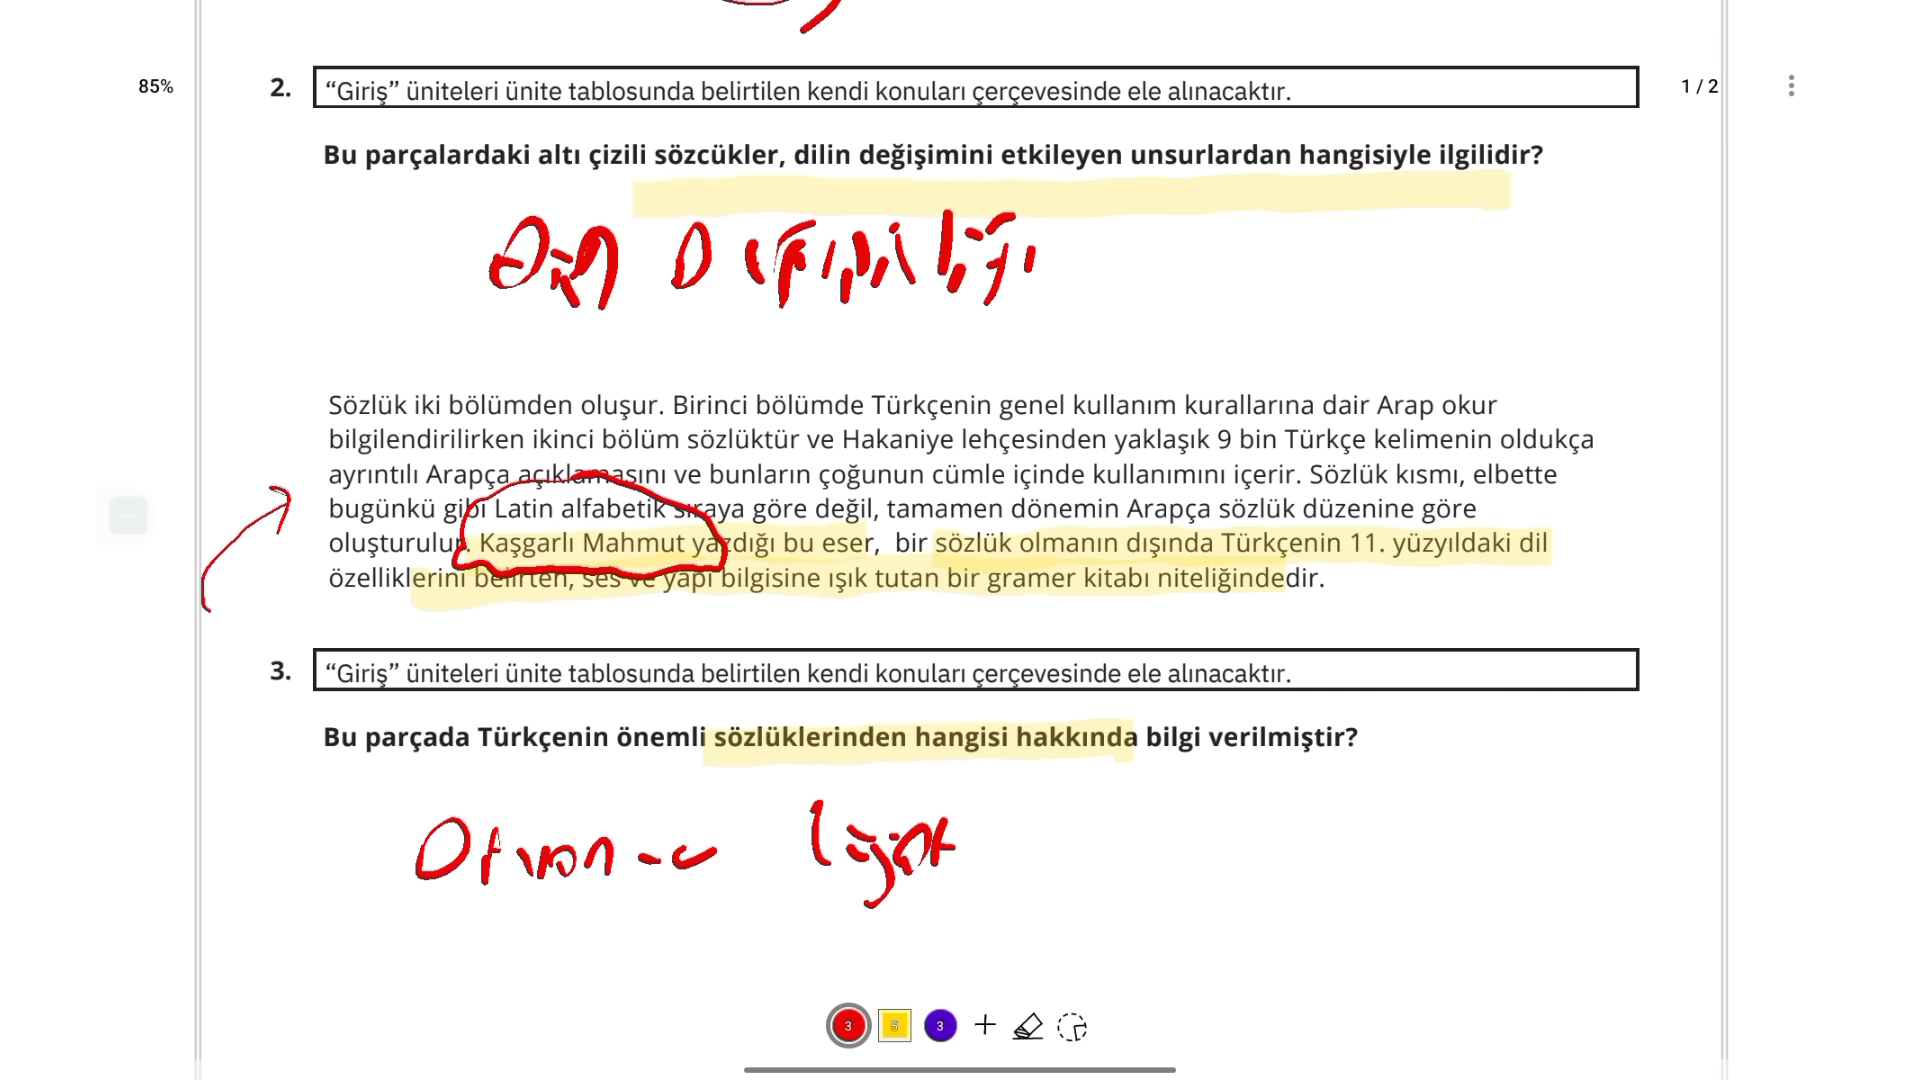 85%
2. “Giriş” üniteleri ünite tablosunda belirtilen kendi konuları çerçevesinde ele alınacaktır.
1 / 2
Bu parçalardaki altı çizili sözcükler, dilin değişimini etkileyen unsurlardan hangisiyle ilgilidir?
Sözlük iki bölümden oluşur. Birinci bölümde Türkçenin genel kullanım kurallarına dair Arap okur
bilgilendirilirken ikinci bölüm sözlüktür ve Hakaniye lehçesinden yaklaşık 9 bin Türkçe kelimenin oldukça
ayrıntılı Arapça açıklamasını ve bunların çoğunun cümle içinde kullanımını içerir. Sözlük kısmı, elbette
bugünkü gibi Latin alfabetik sıraya göre değil, tamamen dönemin Arapça sözlük düzenine göre
oluşturulur. Kaşgarlı Mahmut yazdığı bu eser, bir sözlük olmanın dışında Türkçenin 11. yüzyıldaki dil
özelliklerini belirten, ses ve yapı bilgisine ışık tutan bir gramer kitabı niteliğindedir.
3. “Giriş” üniteleri ünite tablosunda belirtilen kendi konuları çerçevesinde ele alınacaktır.
Bu parçada Türkçenin önemli sözlüklerinden hangisi hakkında bilgi verilmiştir?
3 5 3